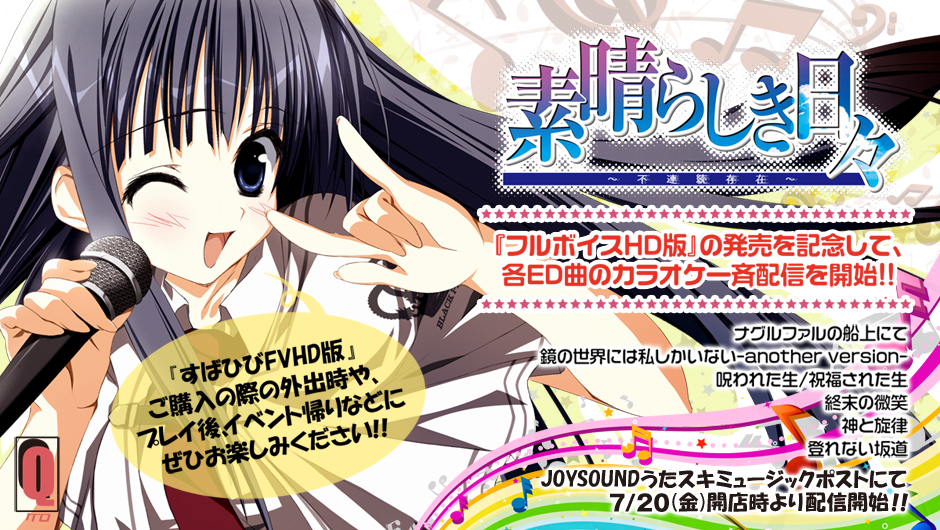 素晴らしき日々
～不連続存在～
『フルボイスHD版』の発売を記念して、
各ED曲のカラオケ一斉配信を開始!!
ナグルファルの船上にて
鏡の世界には私しかいない-another version-
呪われた生/祝福された生
終末の微笑
神と旋律
登れない坂道
JOYSOUNDうたスキミュージックポストにて
7/20(金)開店時より配信開始!!
『すばひびFVHD版』
ご購入の際の外出時や、
プレイ後、イベント帰りなどに
ぜひお楽しみください!!
BLACK
Q
ITO